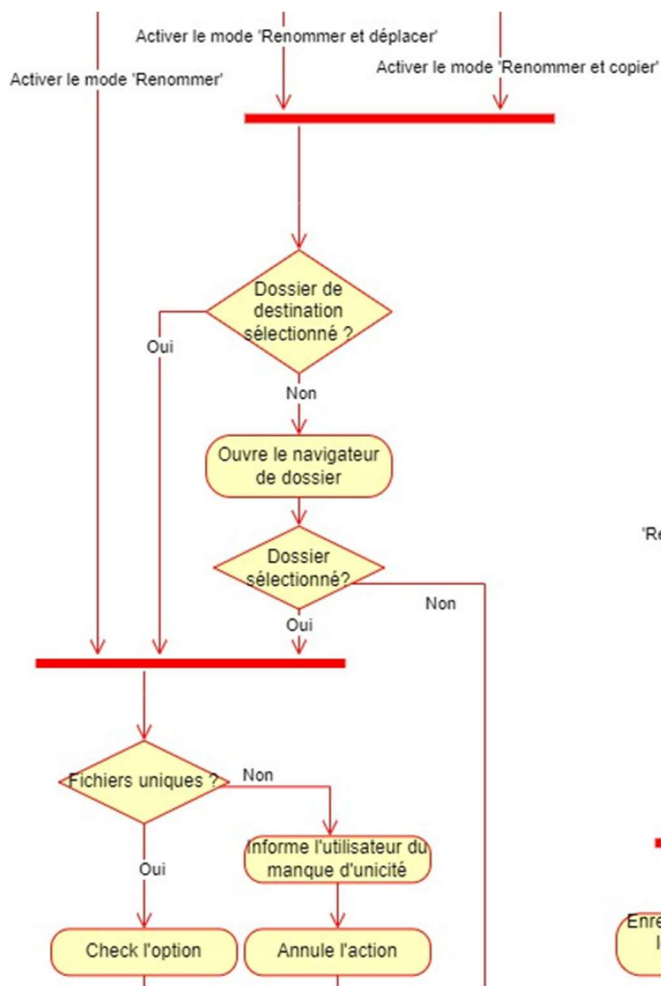 Activer le mode 'Renommer et déplacer'
Activer le mode 'Renommer'
Activer le mode 'Renommer et copier'
Dossier de
destination
sélectionné ?
Oui
Non
Ouvre le navigateur
de dossier
Dossier
sélectionné?
Non
Oui
Fichiers uniques ?
Non
Informe l'utilisateur du
manque d'unicité
Oui
Check l'option
Annule l'action